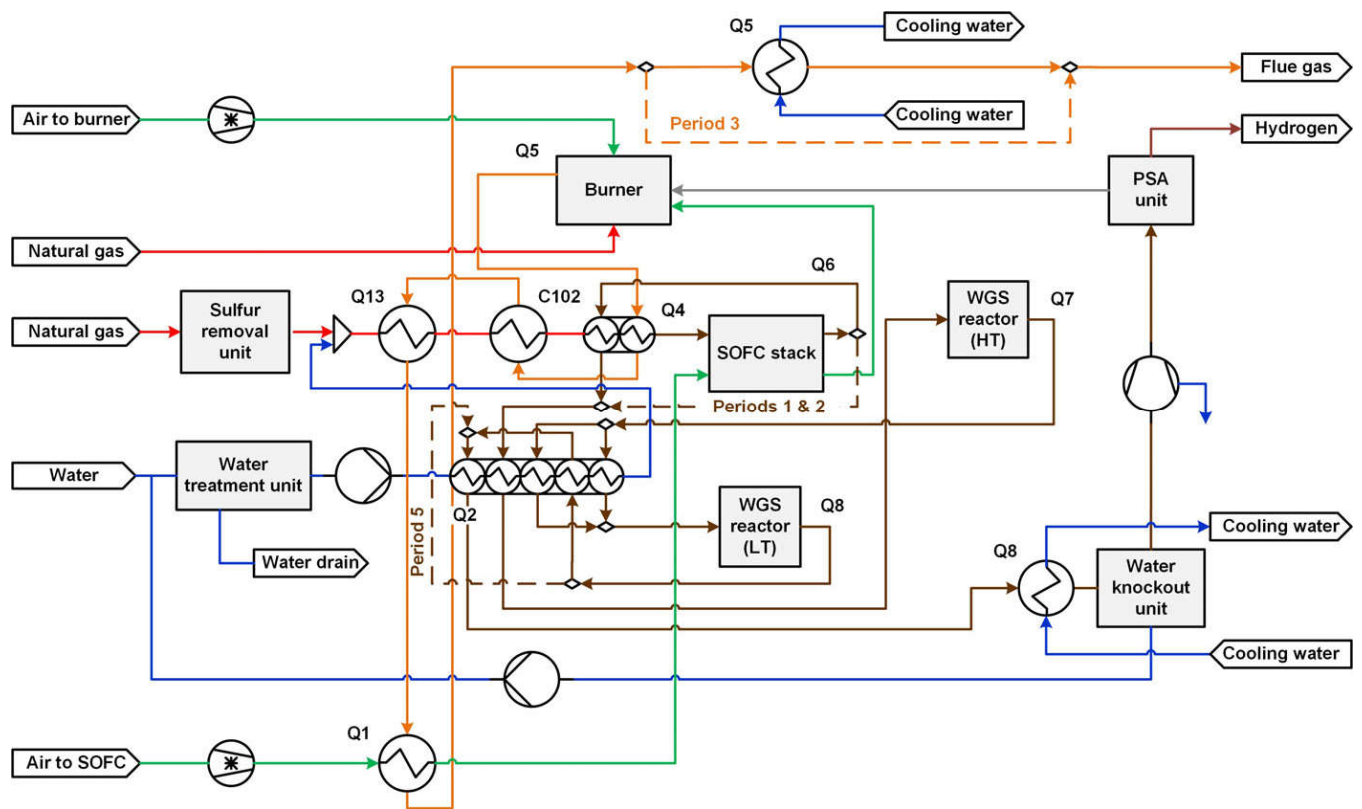 Q5
Cooling water
Flue gas
Air to burner
Cooling water
Period 3
Hydrogen
Q5
Burner
PSA
unit
Natural gas
Q6
Natural gas
Sulfur
removal
unit
Q13
C102
Q4
SOFC stack
WGS
reactor
(HT)
Q7
Periods 1 & 2
Water
Water
treatment unit
Q2
Period 5
WGS
reactor
(LT)
Q8
Water drain
Cooling water
Q8
Water
knockout
unit
Cooling water
Q1
Air to SOFC